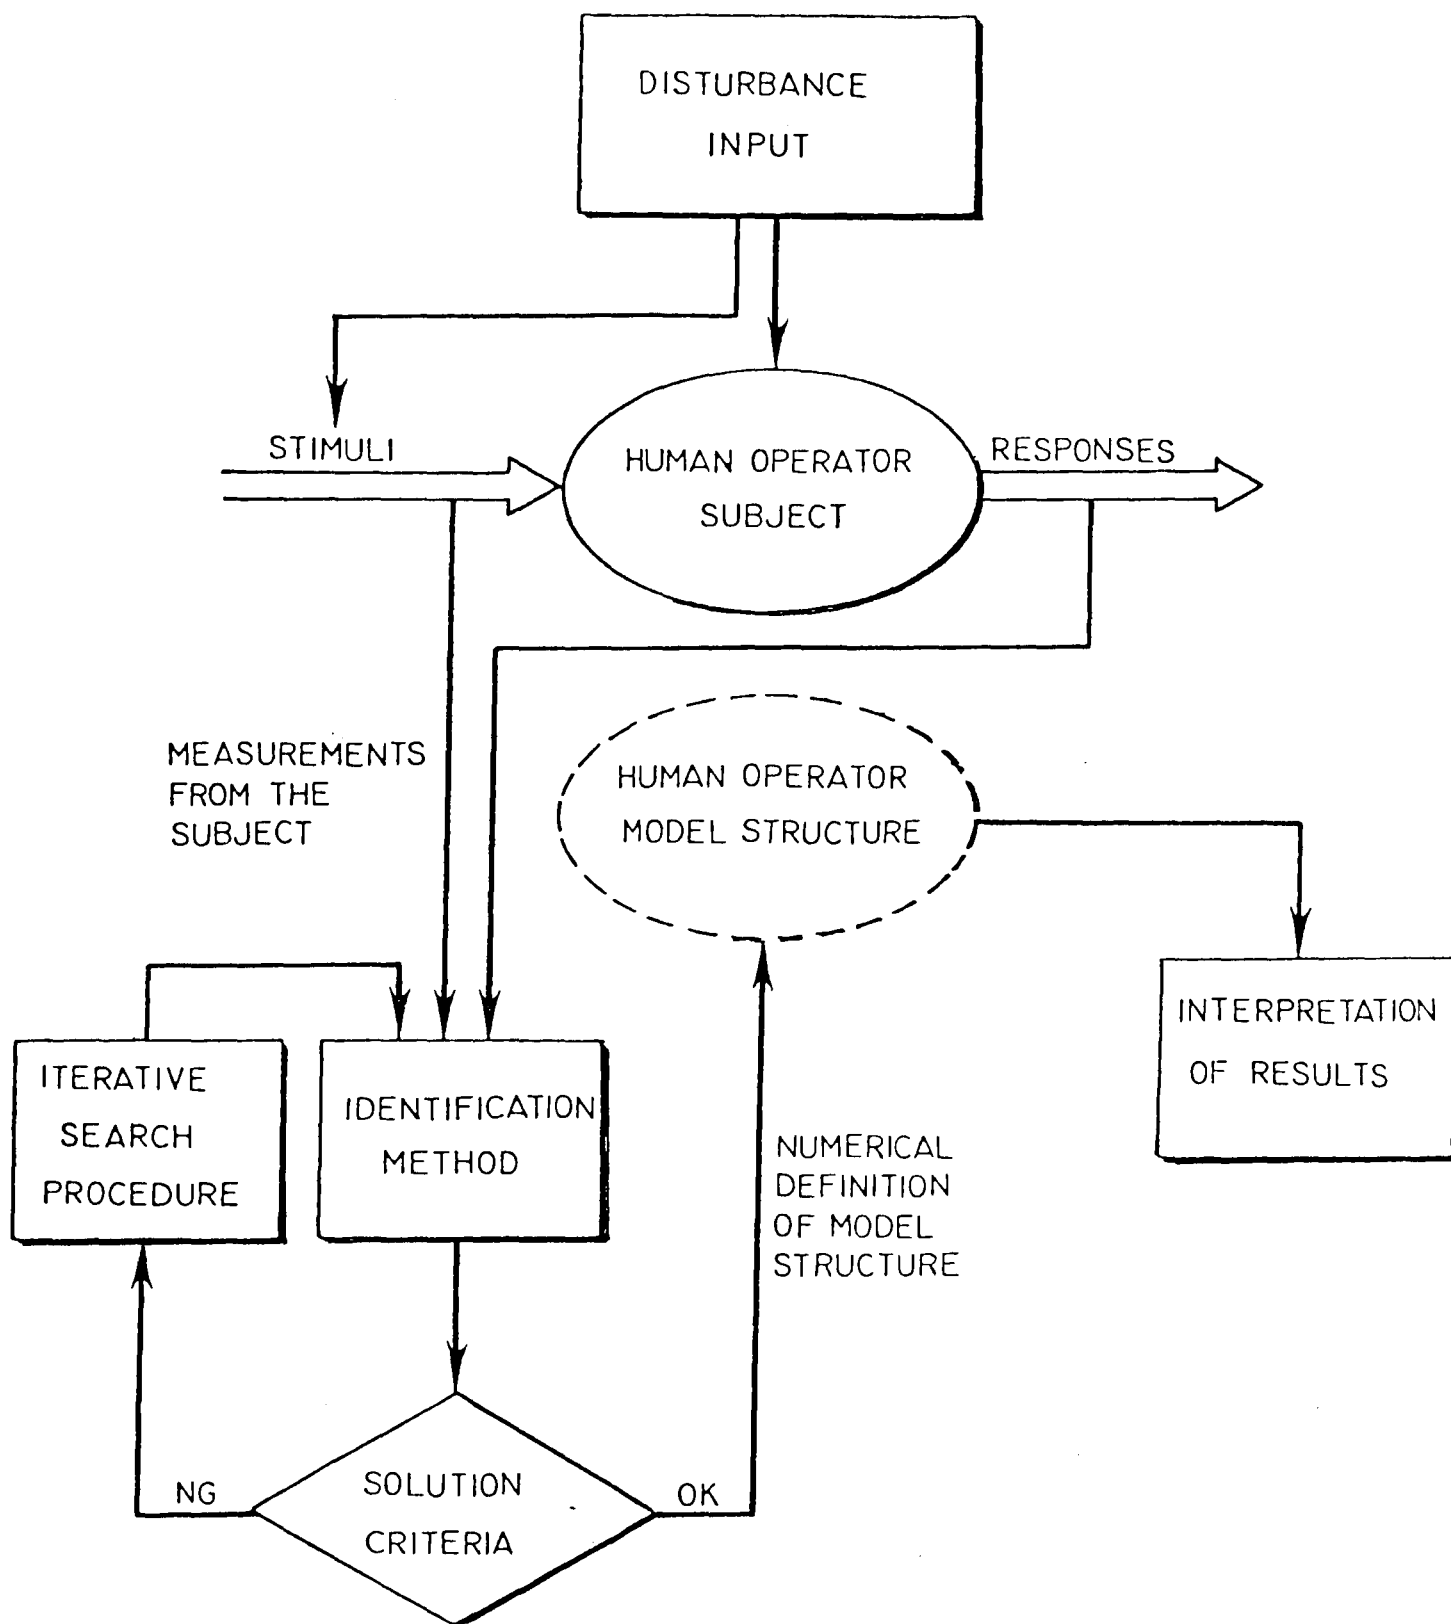 DISTURBANCE
INPUT
STIMULI
HUMAN OPERATOR
SUBJECT
RESPONSES
MEASUREMENTS
FROM THE
SUBJECT
HUMAN OPERATOR
MODEL STRUCTURE
INTERPRETATION
OF RESULTS
ITERATIVE
SEARCH
PROCEDURE
IDENTIFICATION
METHOD
NUMERICAL
DEFINITION
OF MODEL
STRUCTURE
NG
SOLUTION
CRITERIA
OK